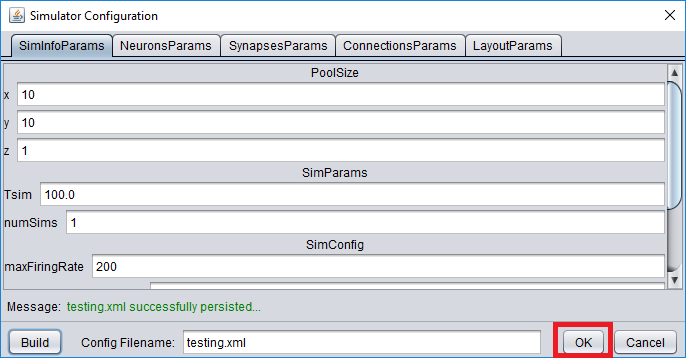 Simulator Configuration
SimInfoParams NeuronsParams SynapsesParams ConnectionsParams LayoutParams
PoolSize
x 10
y 10
z 1
SimParams
Tsim 100.0
numSims 1
SimConfig
maxFiringRate 200
Message: testing.xml successfully persisted...
Build Config Filename: testing.xml OK Cancel